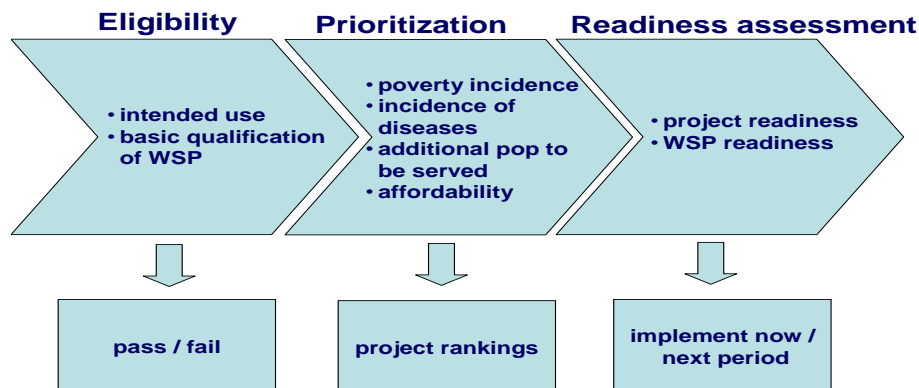 Eligibility
Prioritization
Readiness assessment
• intended use
• basic qualification
of WSP
• poverty incidence
• incidence of
diseases
• additional pop to
be served
• affordability
• project readiness
• WSP readiness
pass / fail
project rankings
implement now /
next period